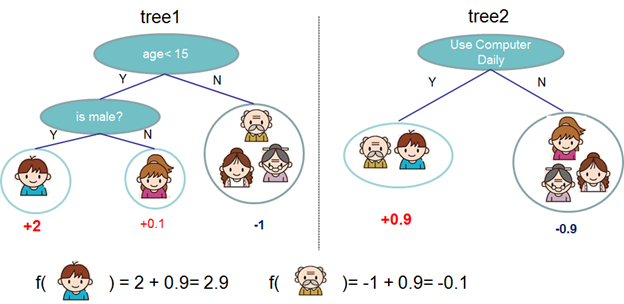 tree1
tree2
age< 15
Use Computer
Daily
Y
N
Y
N
is male?
Y
N
+2
+0.1
-1
+0.9
-0.9
f( ) = 2 + 0.9= 2.9
f( )= -1 + 0.9= -0.1